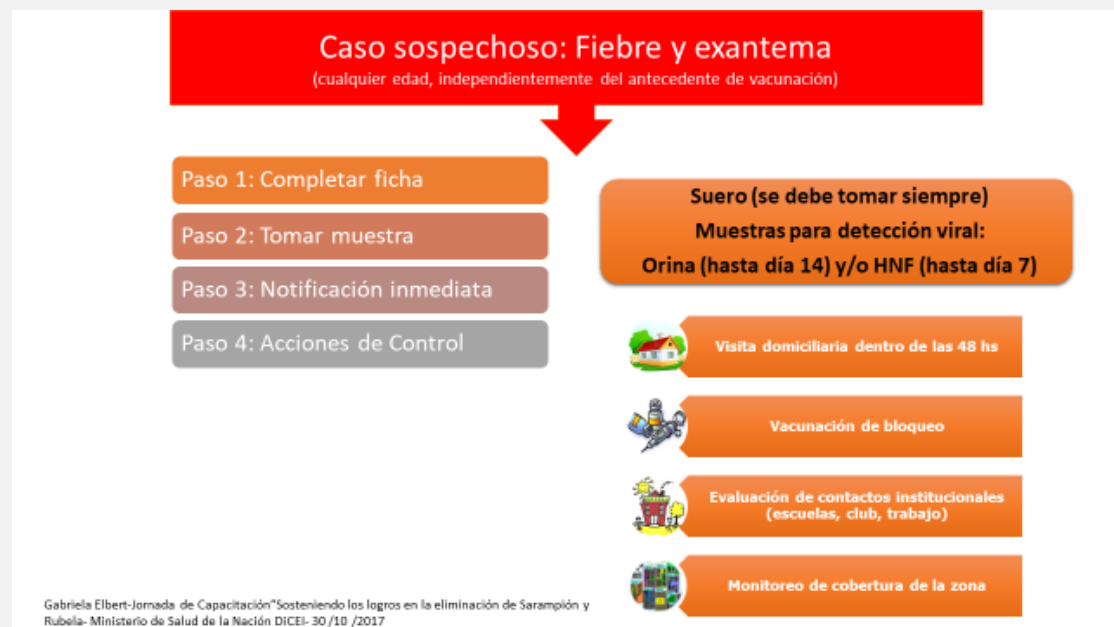 Caso sospechoso: Fiebre y exantema
(cualquier edad, independientemente del antecedente de vacunación)
Paso 1: Completar ficha
Paso 2: Tomar muestra
Paso 3: Notificación inmediata
Paso 4: Acciones de Control
Suero (se debe tomar siempre)
Muestras para detección viral:
Orina (hasta día 14) y/o HNF (hasta día 7)
Visita domiciliaria dentro de las 48 hs
Vacunación de bloqueo
Evaluación de contactos institucionales
(escuelas, club, trabajo)
Monitoreo de cobertura de la zona
Gabriela Elbert-Jornada de Capacitación"Sosteniendo los logros en la eliminación de Sarampión y
Rubela- Ministerio de Salud de la Nación DiCEI- 30 /10 /2017